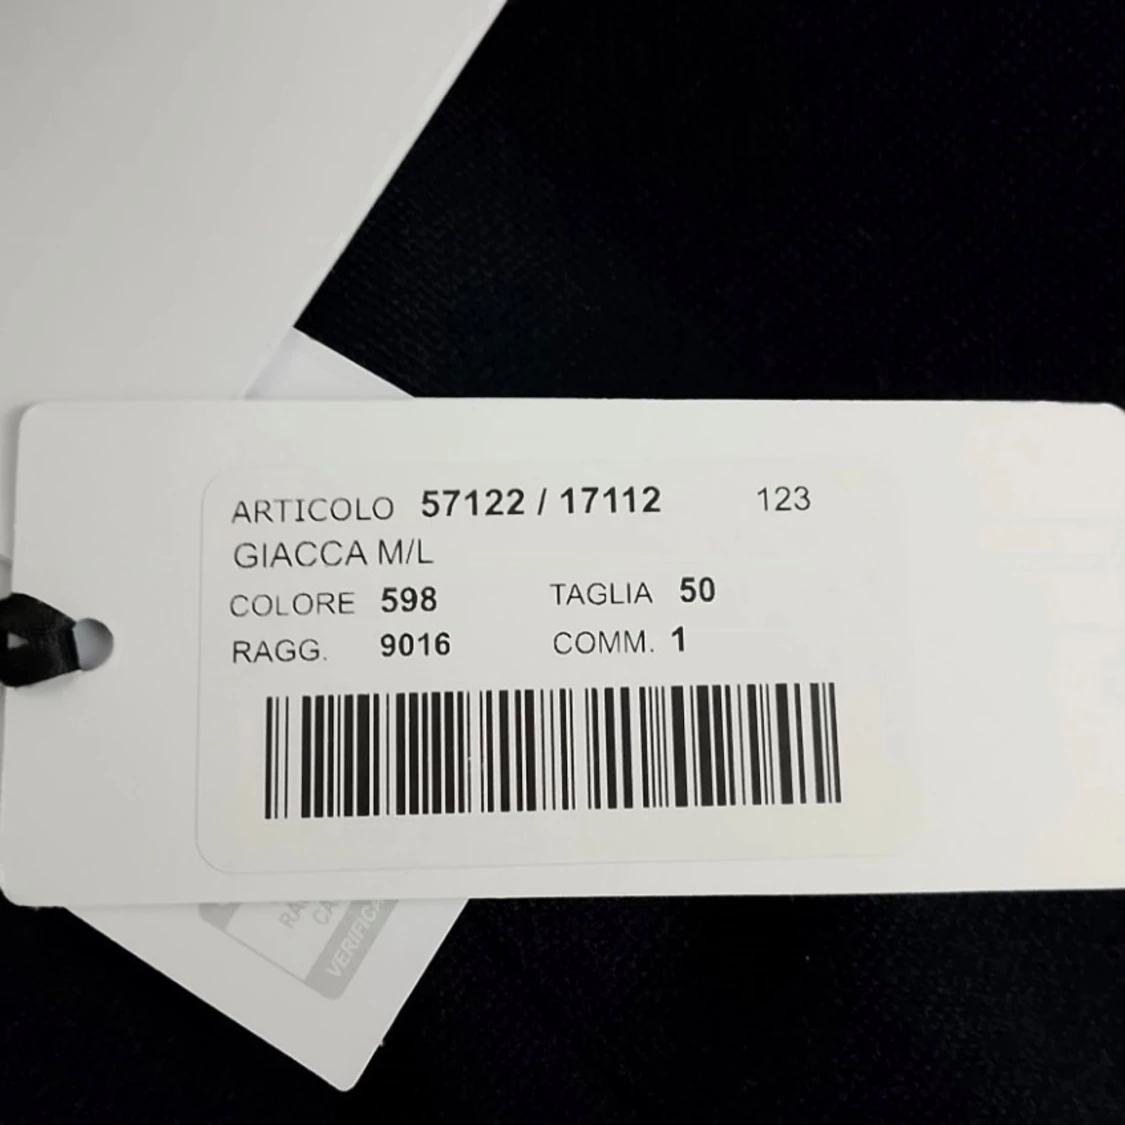 ARTICOLO 57122 / 17112 123
GIACCA M/L
COLORE 598 TAGLIA 50
RAGG. 9016 COMM. 1